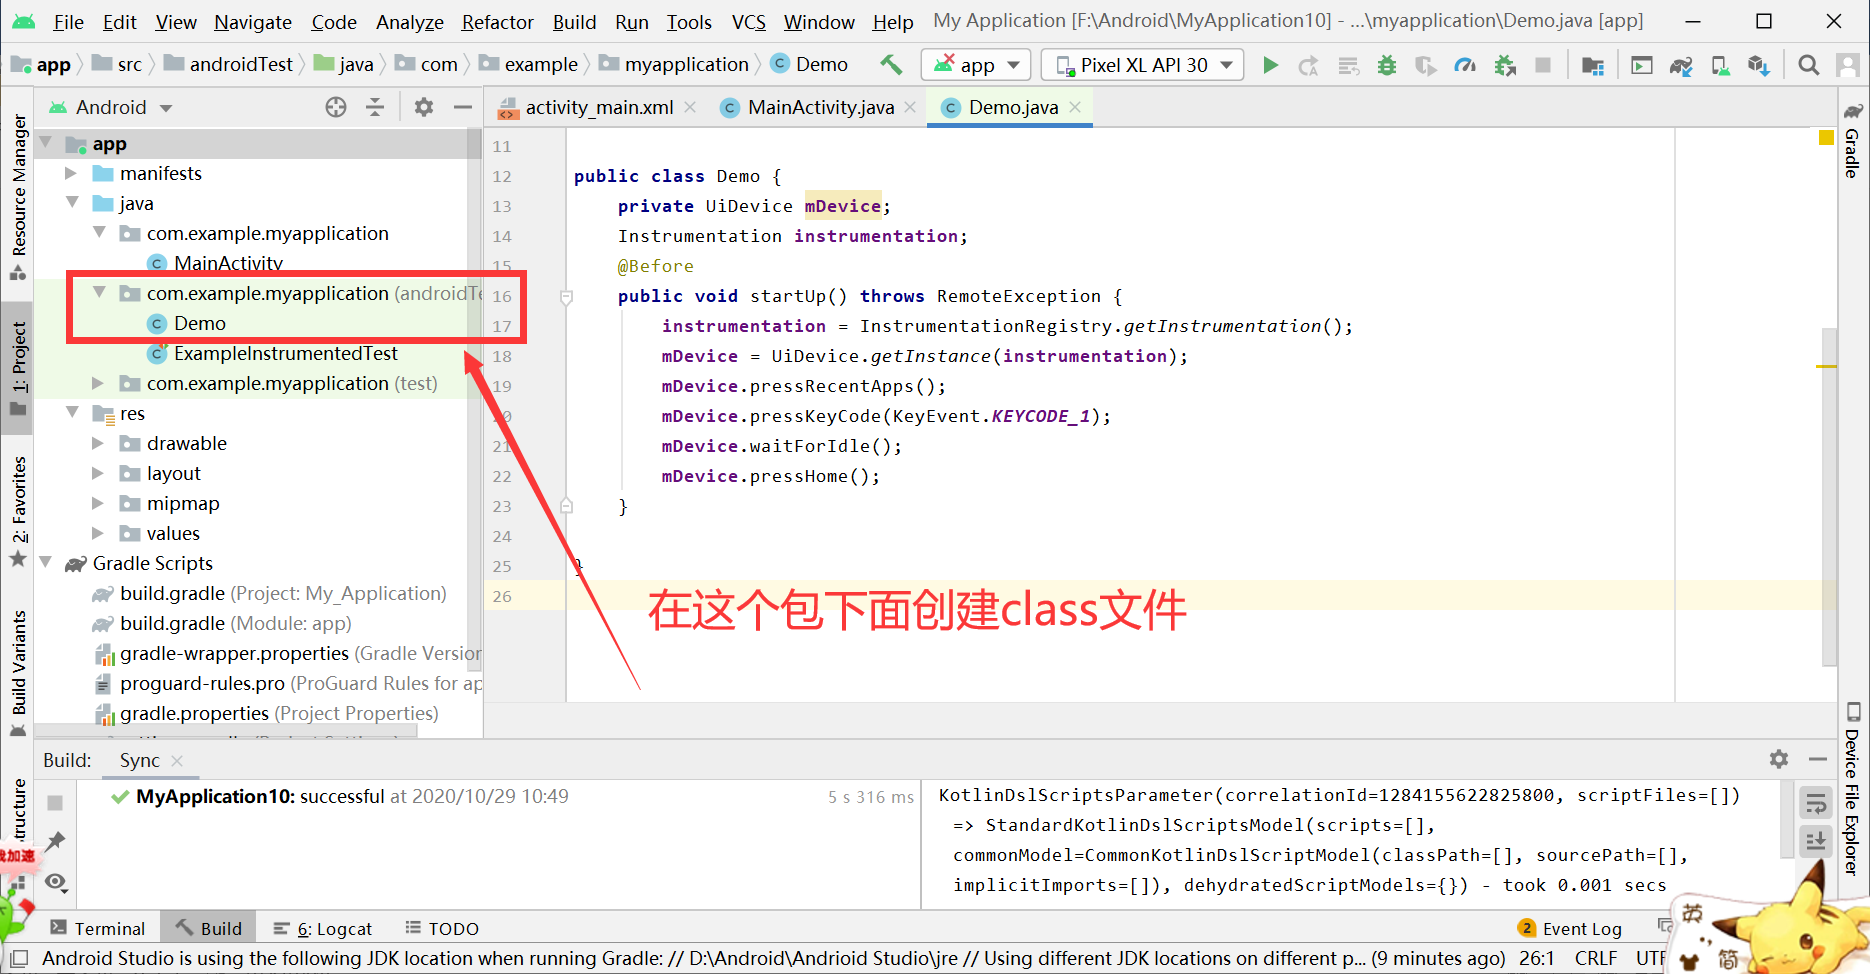 File Edit View Navigate Code Analyze Refactor Build Run Tools VCS Window Help My Application [F:\Android\MyApplication10] - ...\myapplication\Demo.java [app]
app src androidTest java com example myapplication Demo app Pixel XL API 30
Android
activity_main.xml MainActivity.java Demo.java
Resource Manager
1: Project
2: Favorites
Build Variants
Gradle
Device File Explorer
app
manifests
java
com.example.myapplication
MainActivity
com.example.myapplication (androidTe
Demo
ExampleInstrumentedTest
com.example.myapplication (test)
res
drawable
layout
mipmap
values
Gradle Scripts
build.gradle (Project: My_Application)
build.gradle (Module: app)
gradle-wrapper.properties (Gradle Version
proguard-rules.pro (ProGuard Rules for ap
gradle.properties (Project Properties)
11
12 public class Demo {
13 private UiDevice mDevice;
14 Instrumentation instrumentation;
15 @Before
16 public void startUp() throws RemoteException {
17 instrumentation = InstrumentationRegistry.getInstrumentation();
18 mDevice = UiDevice.getInstance(instrumentation);
19 mDevice.pressRecentApps();
20 mDevice.pressKeyCode(KeyEvent.KEYCODE_1);
21 mDevice.waitForIdle();
22 mDevice.pressHome();
23 }
24
25 }
26
在这个包下面创建class文件
Build: Sync
MyApplication10: successful at 2020/10/29 10:49 5 s 316 ms
KotlinDslScriptsParameter(correlationId=1284155622825800, scriptFiles=[])
=> StandardKotlinDslScriptsModel(scripts=[],
commonModel=CommonKotlinDslScriptModel(classPath=[], sourcePath=[],
implicitImports=[]), dehydratedScriptModels={}) - took 0.001 secs
Terminal Build 6: Logcat TODO 2 Event Log
Android Studio is using the following JDK location when running Gradle: // D:\Android\Andrioid Studio\jre // Using different JDK locations on different p... (9 minutes ago) 26:1 CRLF UTF
tructure
我加速
英
简